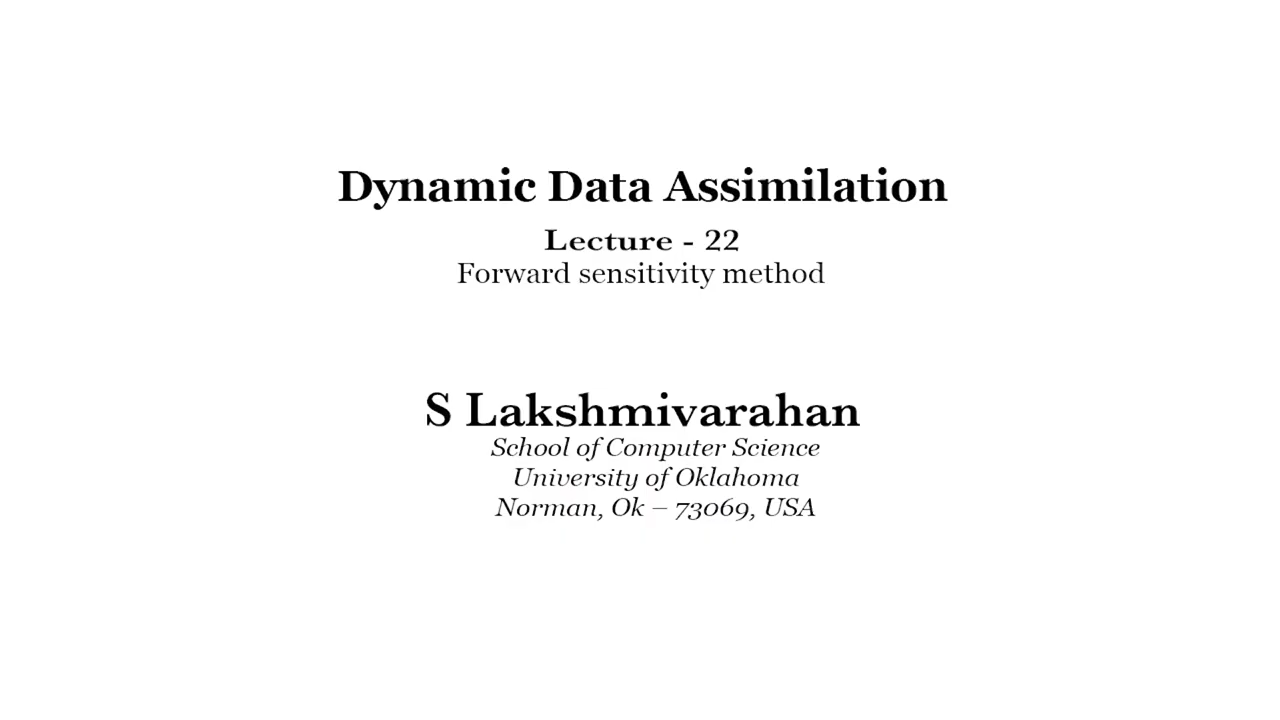 Dynamic Data Assimilation
Lecture - 22
Forward sensitivity method
S Lakshmivarahan
School of Computer Science
University of Oklahoma
Norman, Ok – 73069, USA